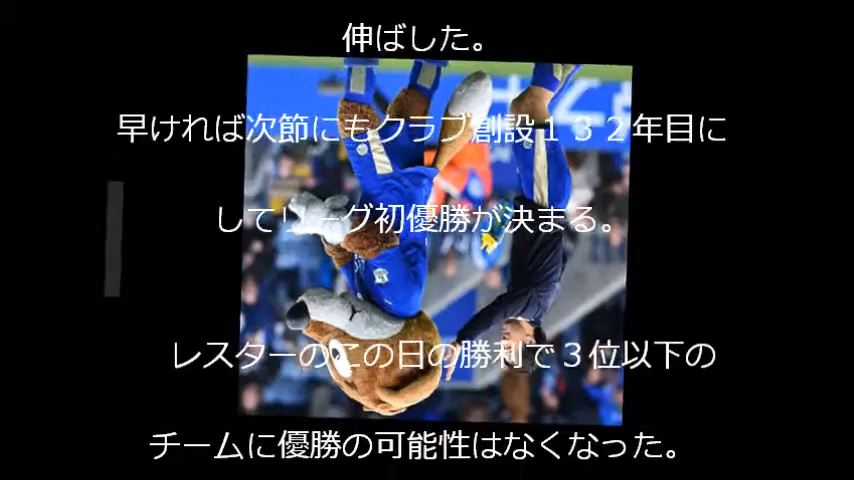 伸ばした。
早ければ次節にもクラブ創設１３２年目に
してリーグ初優勝が決まる。
レスターのこの日の勝利で３位以下の
チームに優勝の可能性はなくなった。